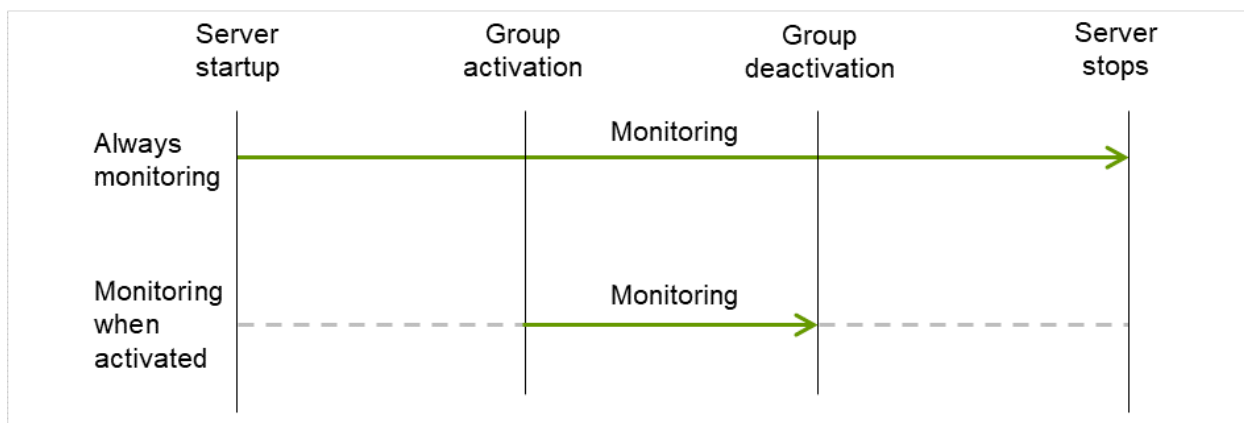 Server
startup
Group
activation
Group
deactivation
Server
stops
Always
monitoring
Monitoring
Monitoring
when
activated
Monitoring